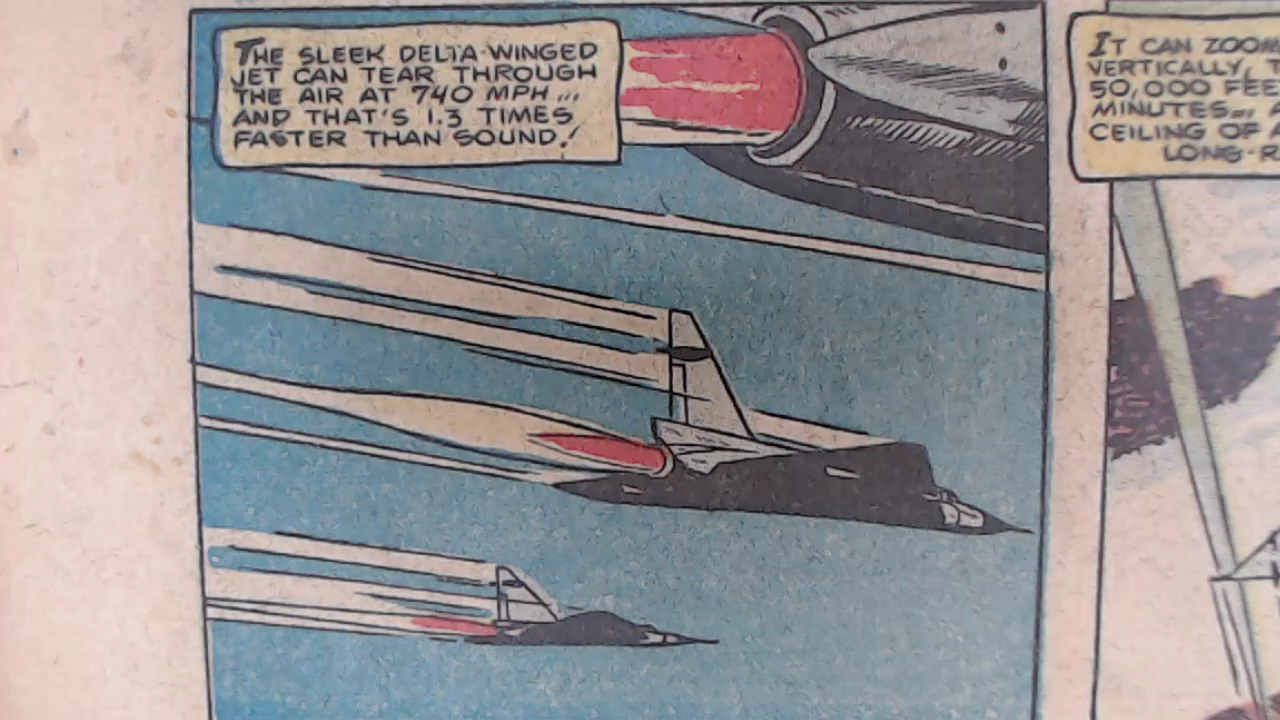 THE SLEEK DELTA-WINGED
JET CAN TEAR THROUGH
THE AIR AT 740 MPH...
AND THAT'S 1.3 TIMES
FASTER THAN SOUND!
IT CAN ZOOM
VERTICALLY,
50,000 FEE
MINUTES...
CEILING OF
LONG-R